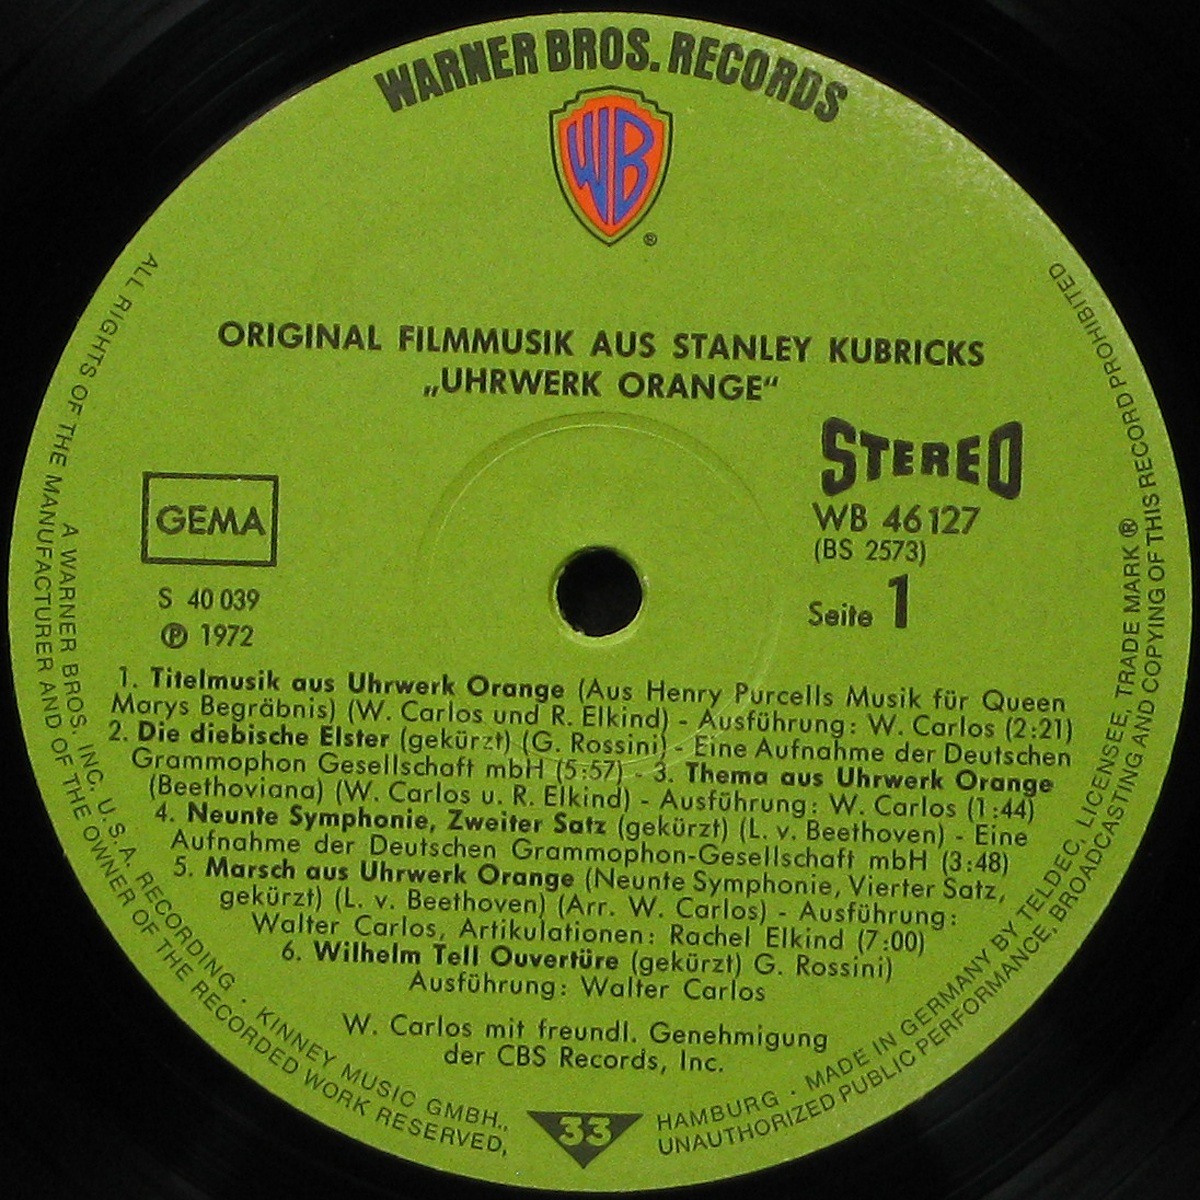 WARNER BROS. RECORDS
WB
®
ORIGINAL FILMMUSIK AUS STANLEY KUBRICKS
„UHRWERK ORANGE“
STEREO
WB 46127
(BS 2573)
Seite 1
GEMA
S 40 039
℗ 1972
1. Titelmusik aus Uhrwerk Orange (Aus Henry Purcells Musik für Queen
Marys Begräbnis) (W. Carlos und R. Elkind) - Ausführung: W. Carlos (2:21)
2. Die diebische Elster (gekürzt) (G. Rossini) - Eine Aufnahme der Deutschen
Grammophon Gesellschaft mbH (5:57) - 3. Thema aus Uhrwerk Orange
(Beethoviana) (W. Carlos u. R. Elkind) - Ausführung: W. Carlos (1:44)
4. Neunte Symphonie, Zweiter Satz (gekürzt) (L. v. Beethoven) - Eine
Aufnahme der Deutschen Grammophon-Gesellschaft mbH (3:48)
5. Marsch aus Uhrwerk Orange (Neunte Symphonie, Vierter Satz,
gekürzt) (L. v. Beethoven) (Arr. W. Carlos) - Ausführung:
Walter Carlos, Artikulationen: Rachel Elkind (7:00)
6. Wilhelm Tell Ouvertüre (gekürzt) G. Rossini)
Ausführung: Walter Carlos
W. Carlos mit freundl. Genehmigung
der CBS Records, Inc.
33
A WARNER BROS. INC. U.S.A. RECORDING · KINNEY MUSIC GMBH., HAMBURG · MADE IN GERMANY BY TELDEC, LICENSEE, TRADE MARK ®
ALL RIGHTS OF THE MANUFACTURER AND OF THE OWNER OF THE RECORDED WORK RESERVED, UNAUTHORIZED PUBLIC PERFORMANCE, BROADCASTING AND COPYING OF THIS RECORD PROHIBITED